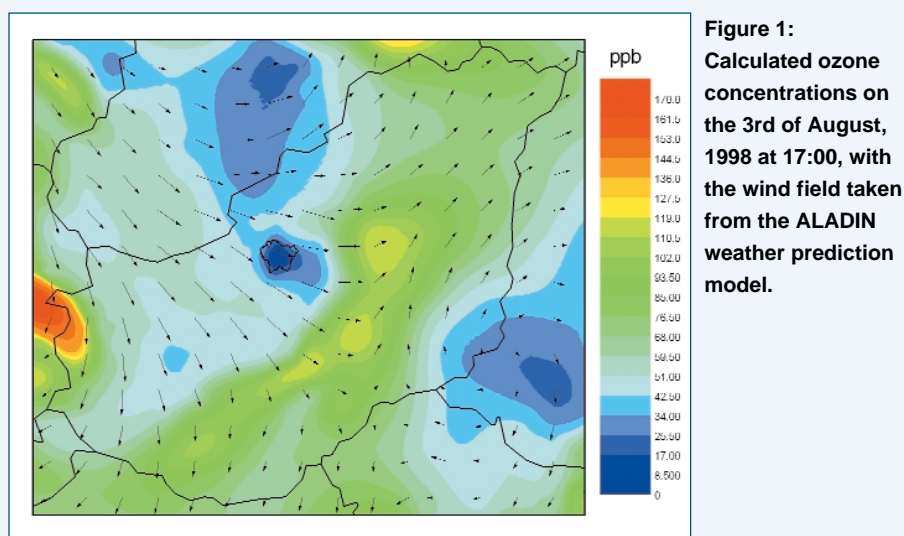 ppb
170.0
161.5
153.0
144.5
136.0
127.5
119.0
110.5
102.0
93.50
85.00
76.50
68.00
59.50
51.00
42.50
34.00
25.50
17.00
8.500
0
Figure 1:
Calculated ozone
concentrations on
the 3rd of August,
1998 at 17:00, with
the wind field taken
from the ALADIN
weather prediction
model.